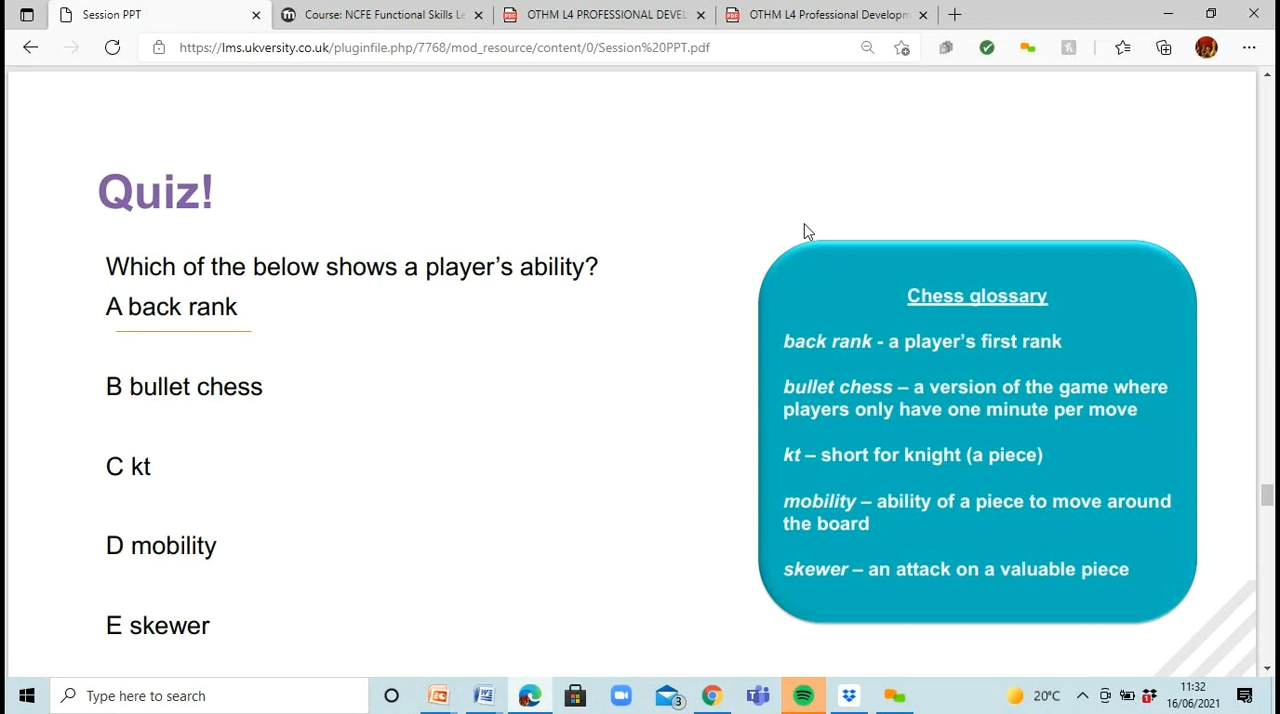 Session PPT
Course: NCFE Functional Skills Le
OTHM L4 PROFESSIONAL DEVEL
OTHM L4 Professional Developm
https://lms.ukversity.co.uk/pluginfile.php/7768/mod_resource/content/0/Session%20PPT.pdf
Quiz!
Which of the below shows a player's ability?
A back rank
B bullet chess
C kt
D mobility
E skewer
Chess glossary
back rank - a player's first rank
bullet chess – a version of the game where
players only have one minute per move
kt – short for knight (a piece)
mobility – ability of a piece to move around
the board
skewer – an attack on a valuable piece
Type here to search
3
20°C
11:32
16/06/2021